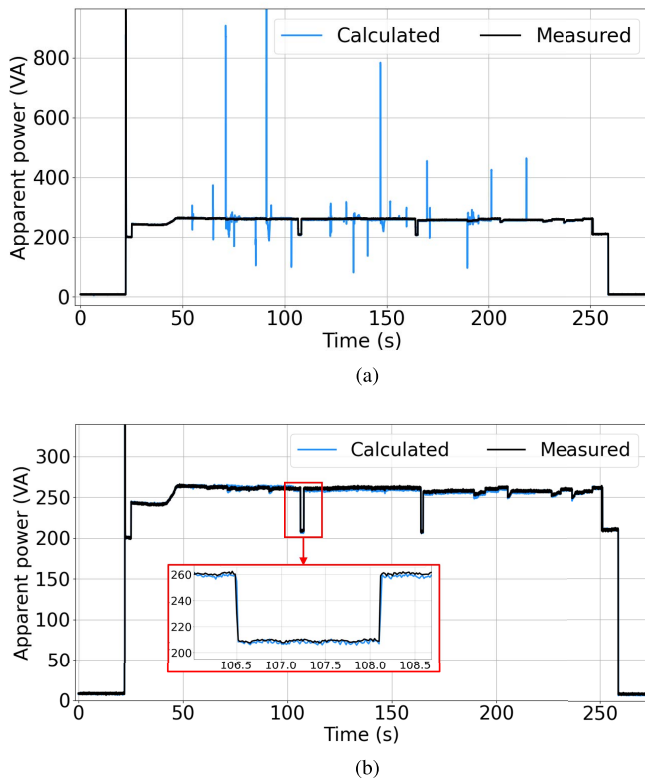 Calculated Measured
800
600
400
200
0
Apparent power (VA)
0 50 100 150 200 250
Time (s)
(a)
Calculated Measured
300
250
200
150
100
50
0
Apparent power (VA)
260
240
220
200
106.5 107.0 107.5 108.0 108.5
0 50 100 150 200 250
Time (s)
(b)